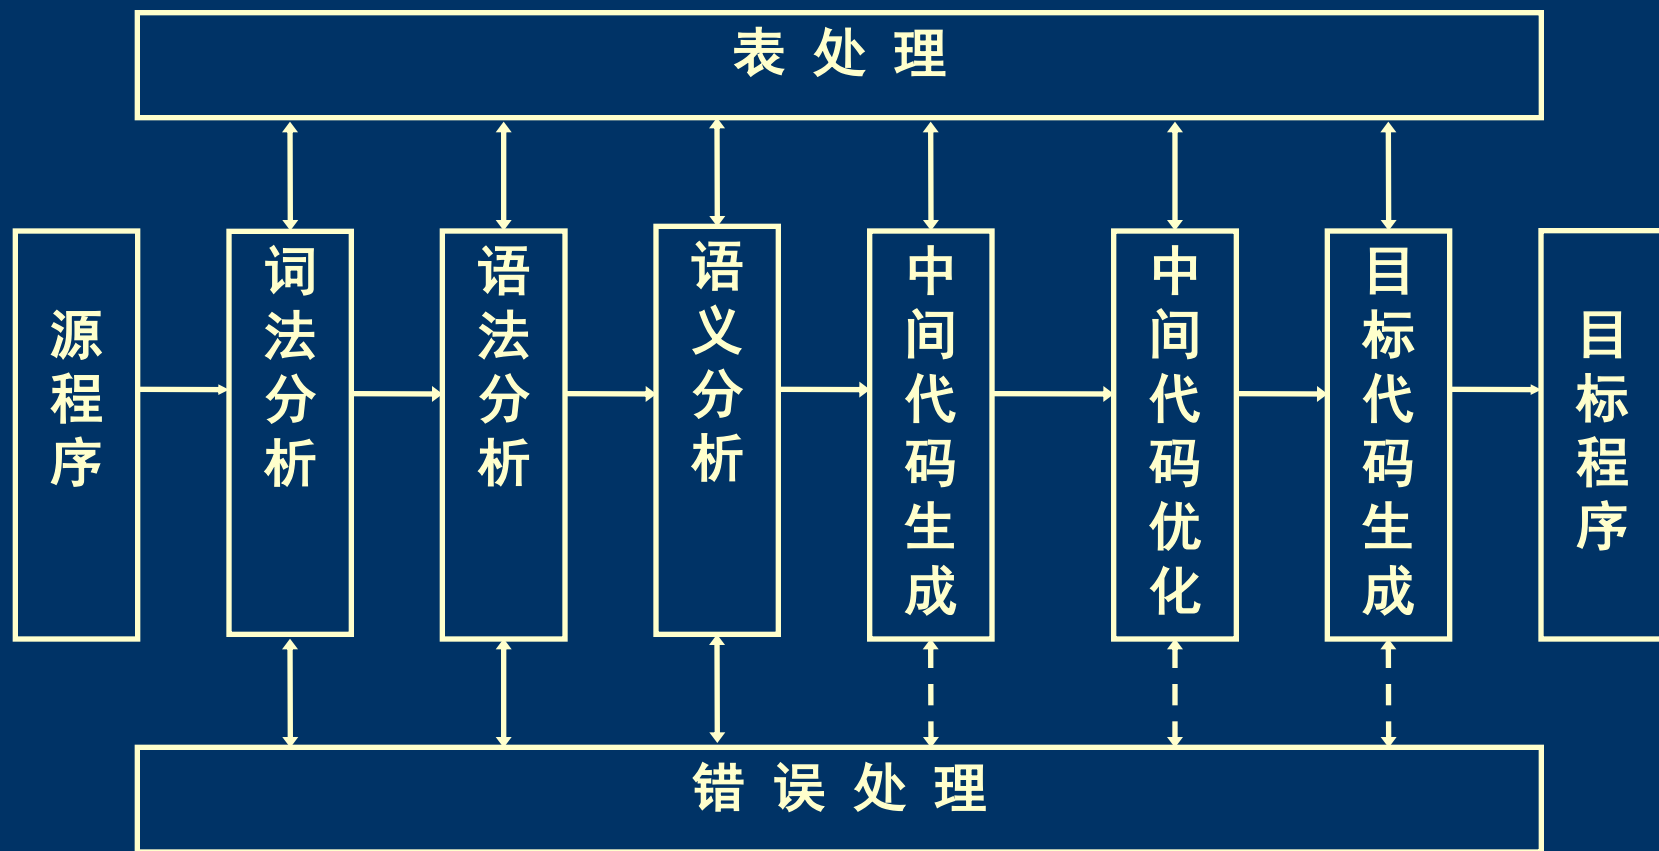 表处理
源程序
词法分析
语法分析
语义分析
中间代码生成
中间代码优化
目标代码生成
目标程序
错误处理